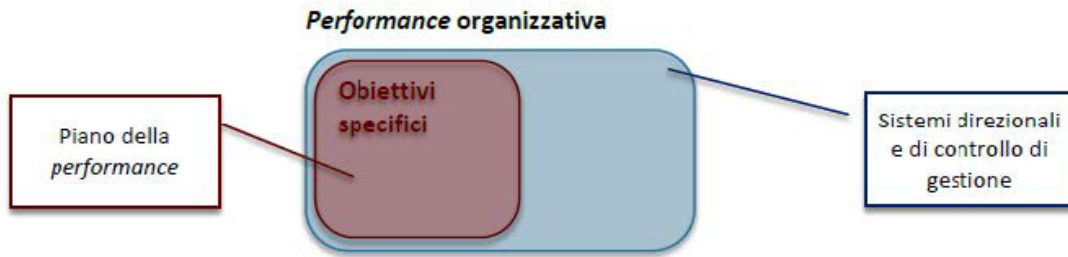 Performance organizzativa
Obiettivi
specifici
Piano della
performance
Sistemi direzionali
e di controllo di
gestione